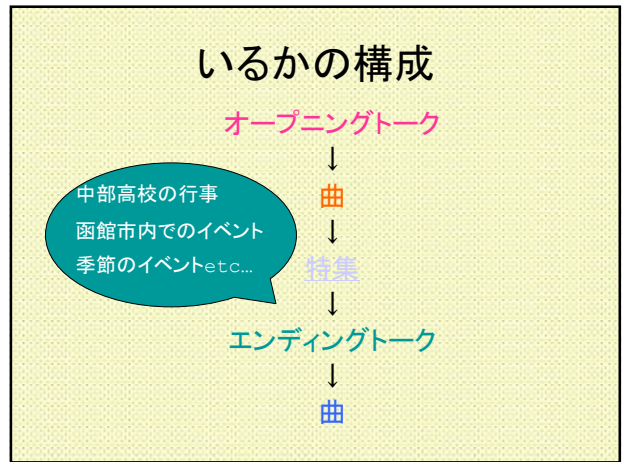 いるかの構成
オープニングトーク
↓
曲
↓
特集
↓
エンディングトーク
↓
曲
中部高校の行事
函館市内でのイベント
季節のイベントetc…